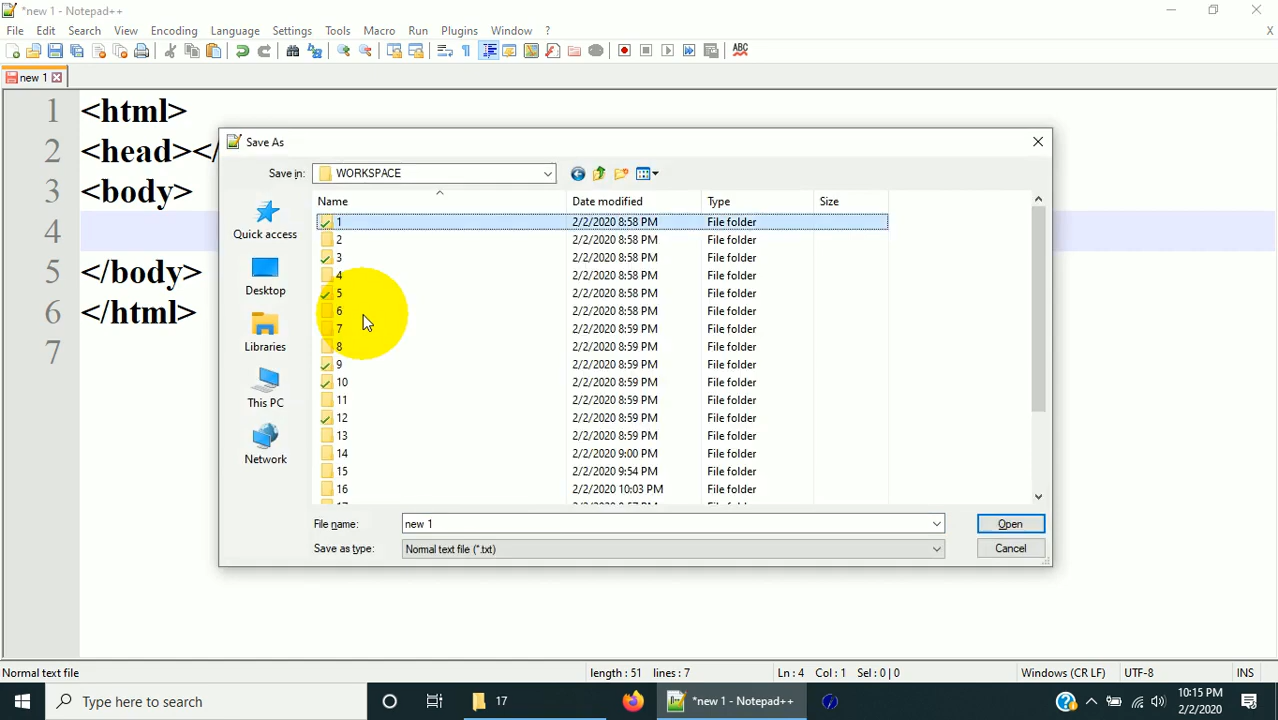 *new 1 - Notepad++
File Edit Search View Encoding Language Settings Tools Macro Run Plugins Window ? X
ABC
new 1
1 <html>
2 <head></
3 <body>
4
5 </body>
6 </html>
7
Save As
Save in: WORKSPACE
Name Date modified Type Size
1 2/2/2020 8:58 PM File folder
2 2/2/2020 8:58 PM File folder
3 2/2/2020 8:58 PM File folder
4 2/2/2020 8:58 PM File folder
5 2/2/2020 8:58 PM File folder
6 2/2/2020 8:58 PM File folder
7 2/2/2020 8:59 PM File folder
8 2/2/2020 8:59 PM File folder
9 2/2/2020 8:59 PM File folder
10 2/2/2020 8:59 PM File folder
11 2/2/2020 8:59 PM File folder
12 2/2/2020 8:59 PM File folder
13 2/2/2020 8:59 PM File folder
14 2/2/2020 9:00 PM File folder
15 2/2/2020 9:54 PM File folder
16 2/2/2020 10:03 PM File folder
Quick access
Desktop
Libraries
This PC
Network
File name: new 1 Open
Save as type: Normal text file (*.txt) Cancel
Normal text file length : 51 lines : 7 Ln : 4 Col : 1 Sel : 0 | 0 Windows (CR LF) UTF-8 INS
Type here to search 17 *new 1 - Notepad++ 10:15 PM
2/2/2020